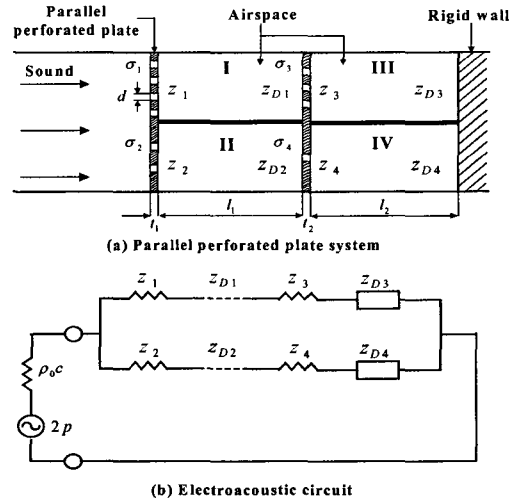 Parallel
perforated plate
Airspace
Rigid wall
σ1
I
σ3
III
Sound
d
z1
zD1
z3
zD3
σ2
II
σ4
IV
z2
zD2
z4
zD4
t1
l1
t2
l2
(a) Parallel perforated plate system
z1
zD1
z3
zD3
z2
zD2
z4
zD4
ρ0c
2p
(b) Electroacoustic circuit